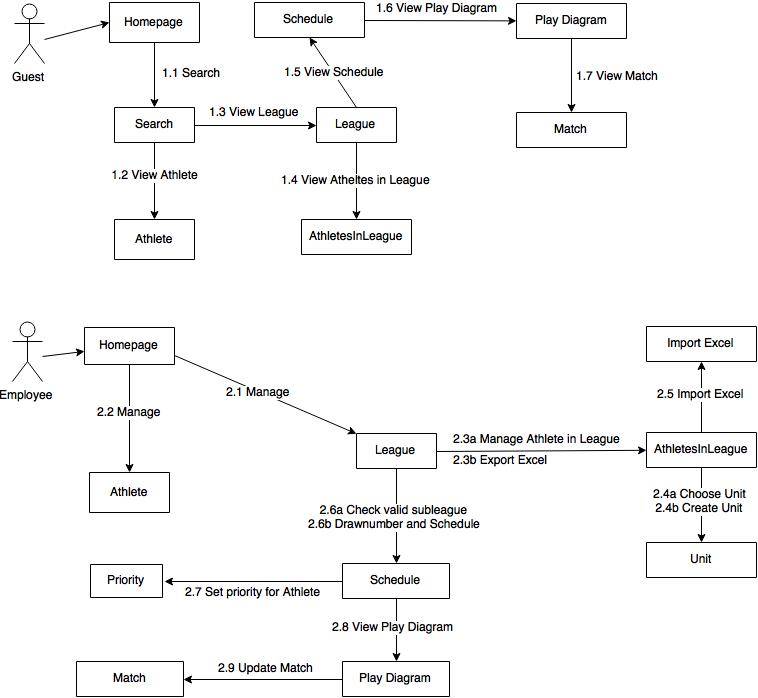 Guest
Homepage
1.1 Search
Search
1.2 View Athlete
Athlete
1.3 View League
League
1.4 View Atheltes in League
AthletesInLeague
1.5 View Schedule
Schedule
1.6 View Play Diagram
Play Diagram
1.7 View Match
Match
Employee
Homepage
2.1 Manage
2.2 Manage
Athlete
League
2.3a Manage Athlete in League
2.3b Export Excel
AthletesInLeague
2.5 Import Excel
Import Excel
2.4a Choose Unit
2.4b Create Unit
Unit
2.6a Check valid subleague
2.6b Drawnumber and Schedule
Schedule
2.7 Set priority for Athlete
Priority
2.8 View Play Diagram
Play Diagram
2.9 Update Match
Match